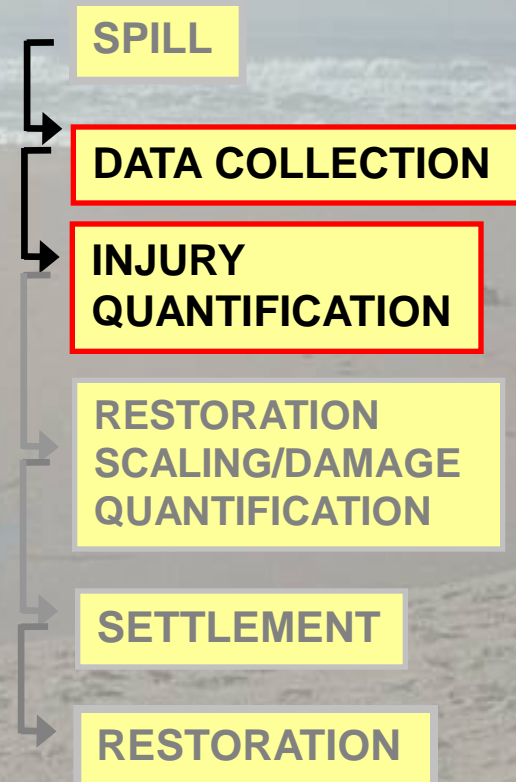 SPILL
DATA COLLECTION
INJURY
QUANTIFICATION
RESTORATION
SCALING/DAMAGE
QUANTIFICATION
SETTLEMENT
RESTORATION